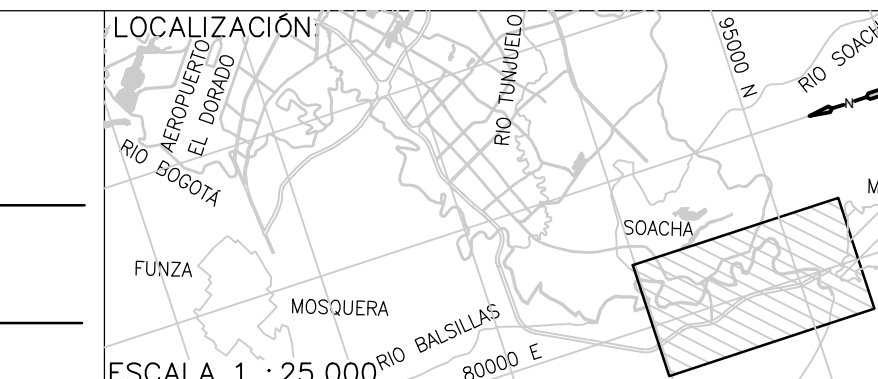 LOCALIZACIÓN:
AEROPUERTO
EL DORADO
RIO TUNJUELO
95000 N
RIO SOACH
N
RIO BOGOTÁ
M
SOACHA
FUNZA
MOSQUERA
RIO BALSILLAS
80000 E
ESCALA 1 : 25.000